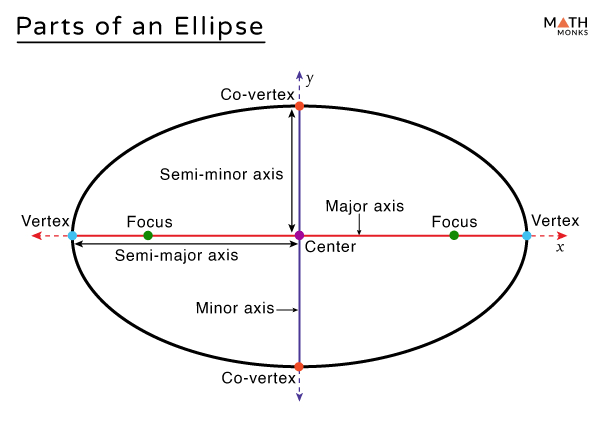 Parts of an Ellipse
MATH
MONKS
y
Co-vertex
Semi-minor axis
Major axis
Vertex
Focus
Focus
Vertex
x
Center
Semi-major axis
Minor axis
Co-vertex